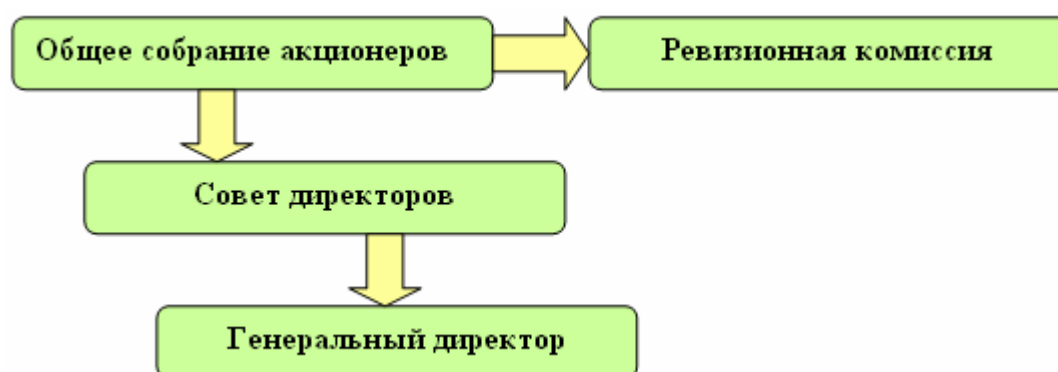 Общее собрание акционеров
Ревизионная комиссия
Совет директоров
Генеральный директор